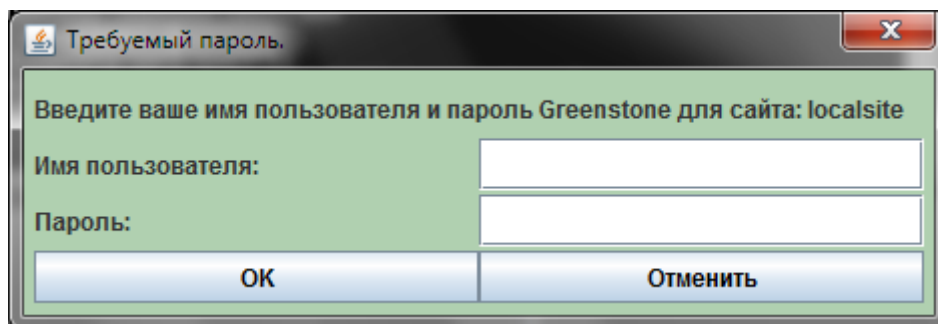 Требуемый пароль.
Введите ваше имя пользователя и пароль Greenstone для сайта: localsite
Имя пользователя:
Пароль:
OK Отменить